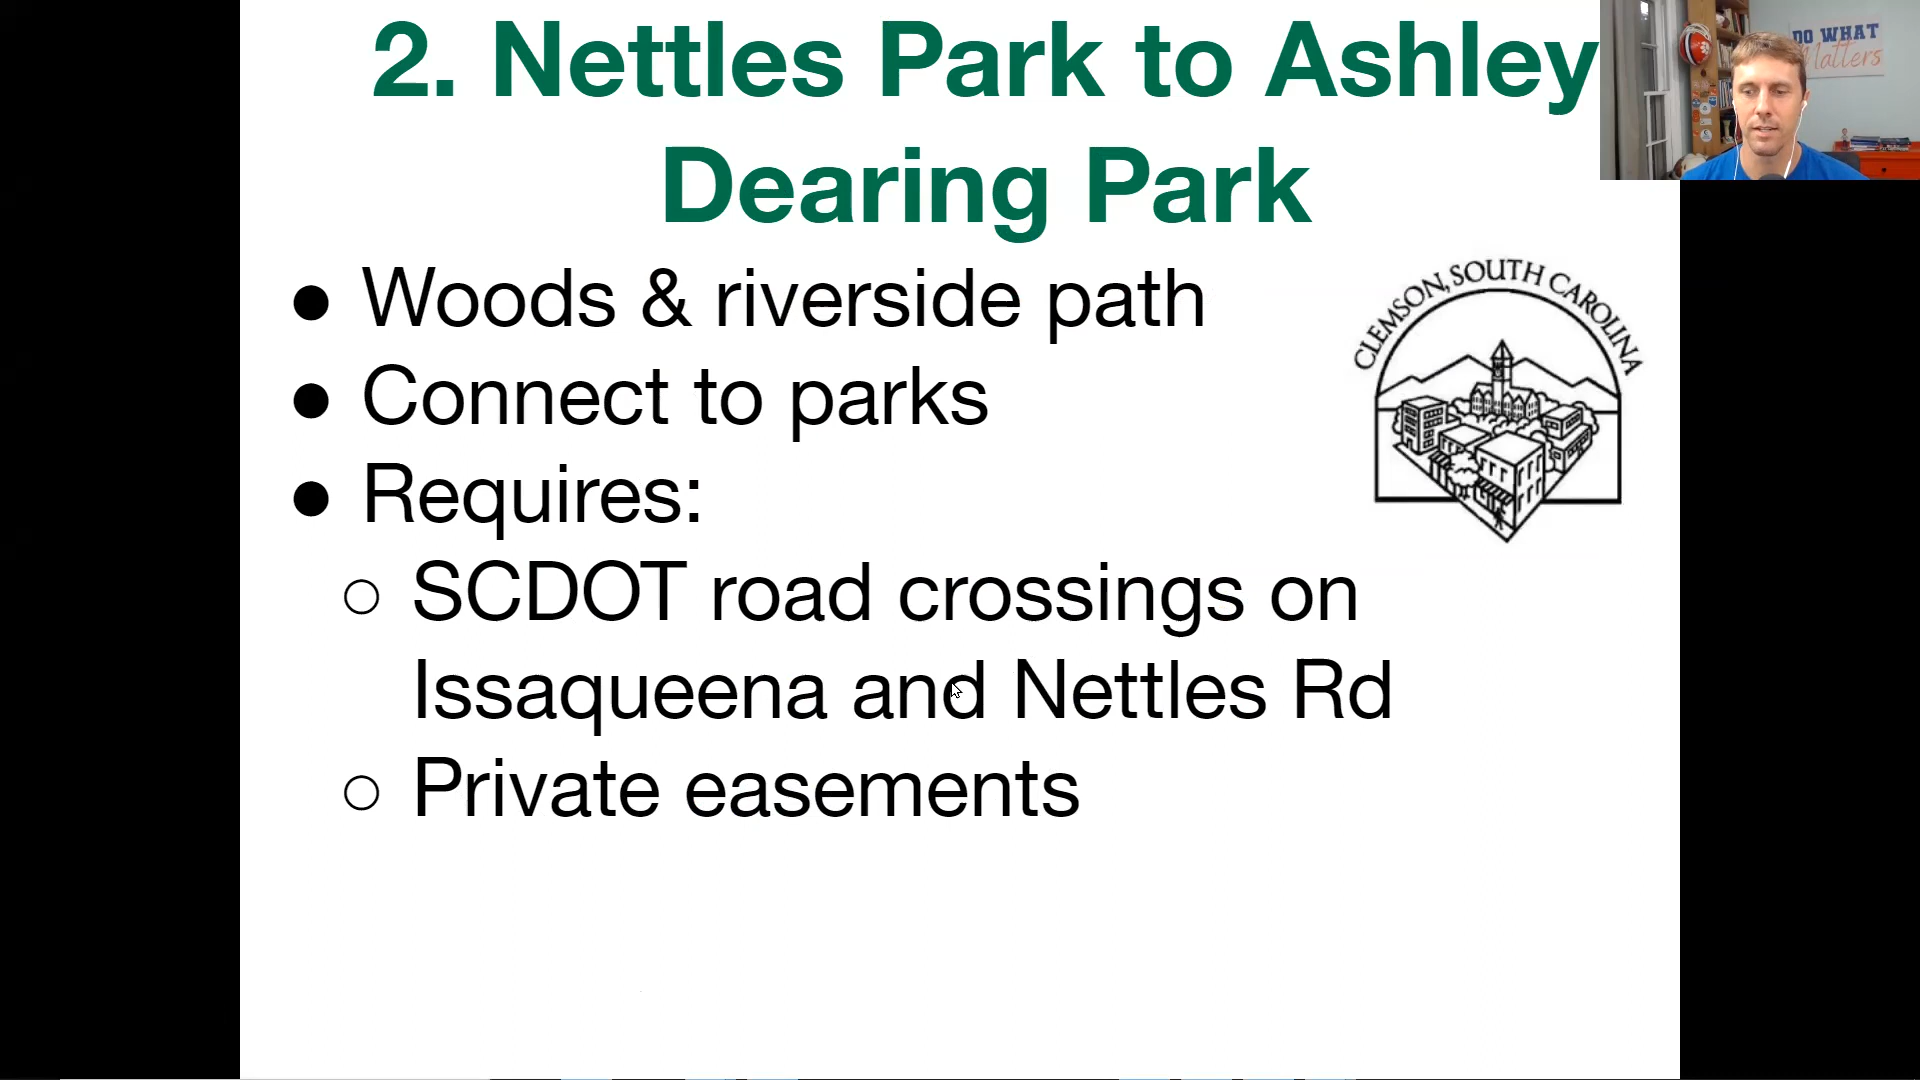 2. Nettles Park to Ashley
Dearing Park
DO WHAT
Matters
● Woods & riverside path
● Connect to parks
● Requires:
○ SCDOT road crossings on
Issaqueena and Nettles Rd
○ Private easements
CLEMSON, SOUTH CAROLINA